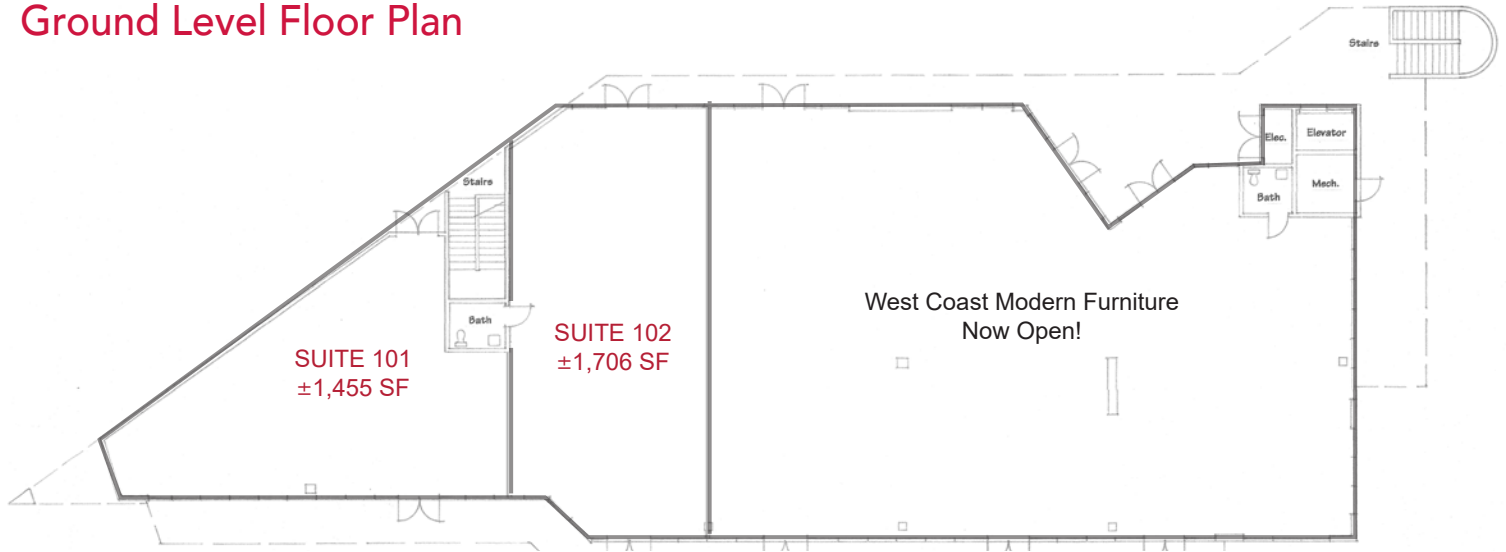 Ground Level Floor Plan
Stairs
Elec.
Elevator
Stairs
Mech.
Bath
West Coast Modern Furniture
Now Open!
Bath
SUITE 102
±1,706 SF
SUITE 101
±1,455 SF